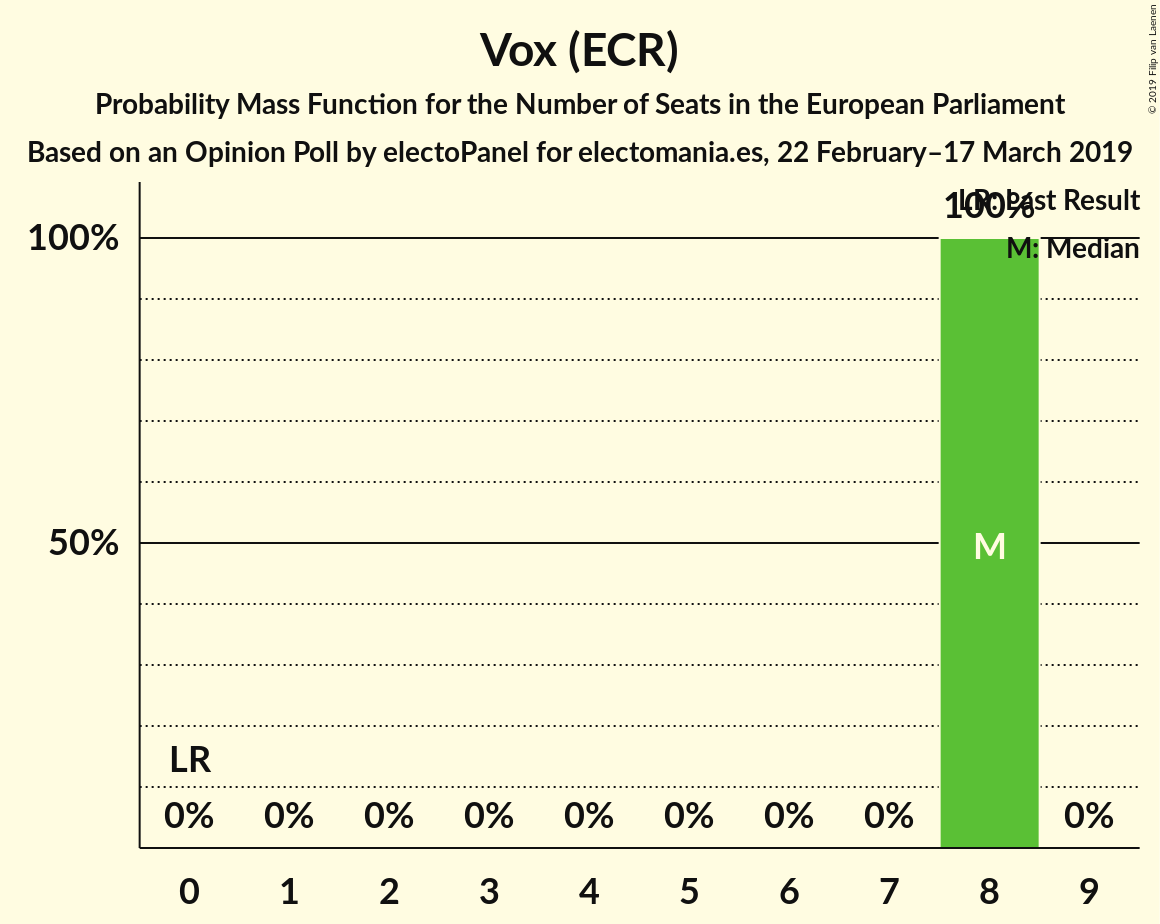 Vox (ECR)
Probability Mass Function for the Number of Seats in the European Parliament
Based on an Opinion Poll by electoPanel for electomania.es, 22 February–17 March 2019
© 2019 Filip van Laenen
LR: Last Result
M: Median
100%
100%
50%
M
LR
0% 0% 0% 0% 0% 0% 0% 0% 0%
0 1 2 3 4 5 6 7 8 9